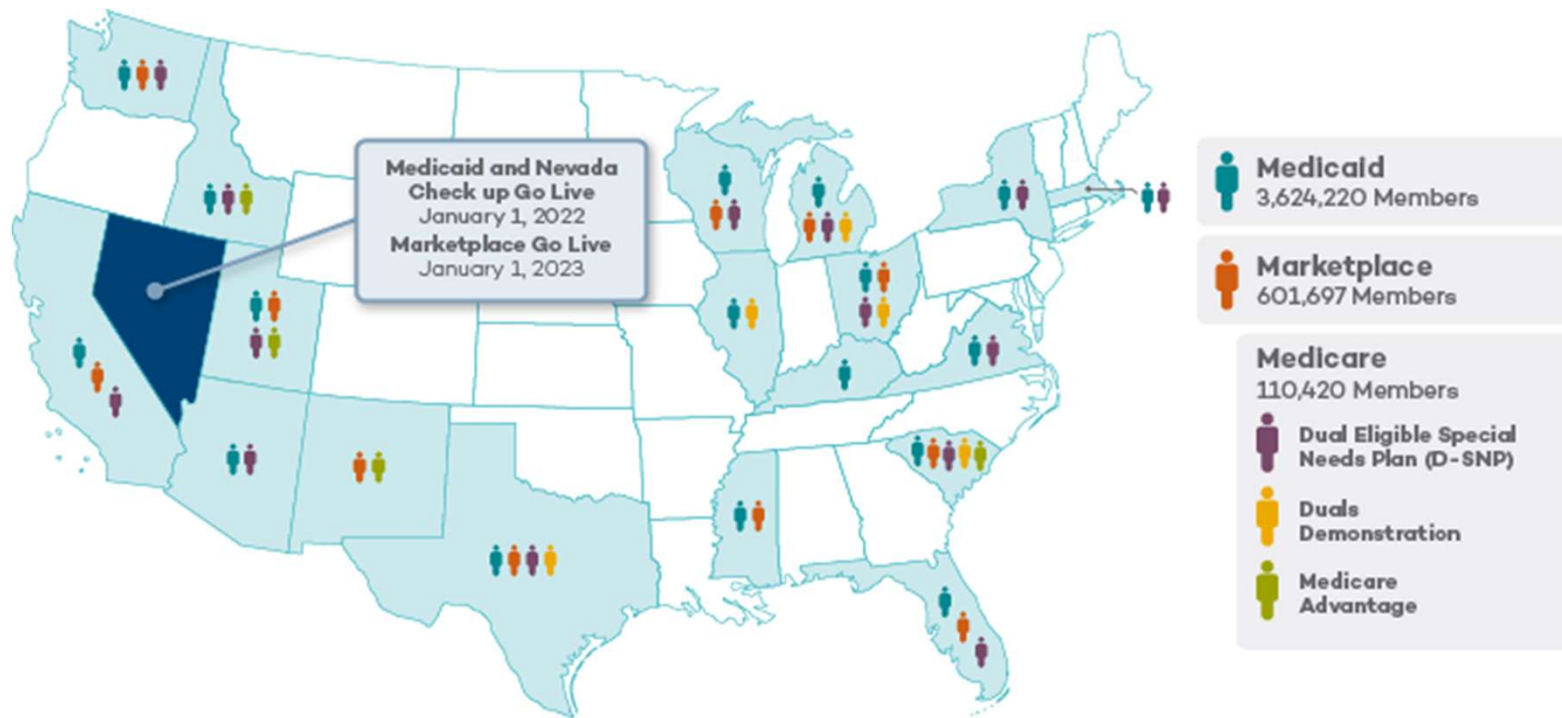 Medicaid and Nevada
Check up Go Live
January 1, 2022
Marketplace Go Live
January 1, 2023
Medicaid
3,624,220 Members
Marketplace
601,697 Members
Medicare
110,420 Members
Dual Eligible Special
Needs Plan (D-SNP)
Duals
Demonstration
Medicare
Advantage